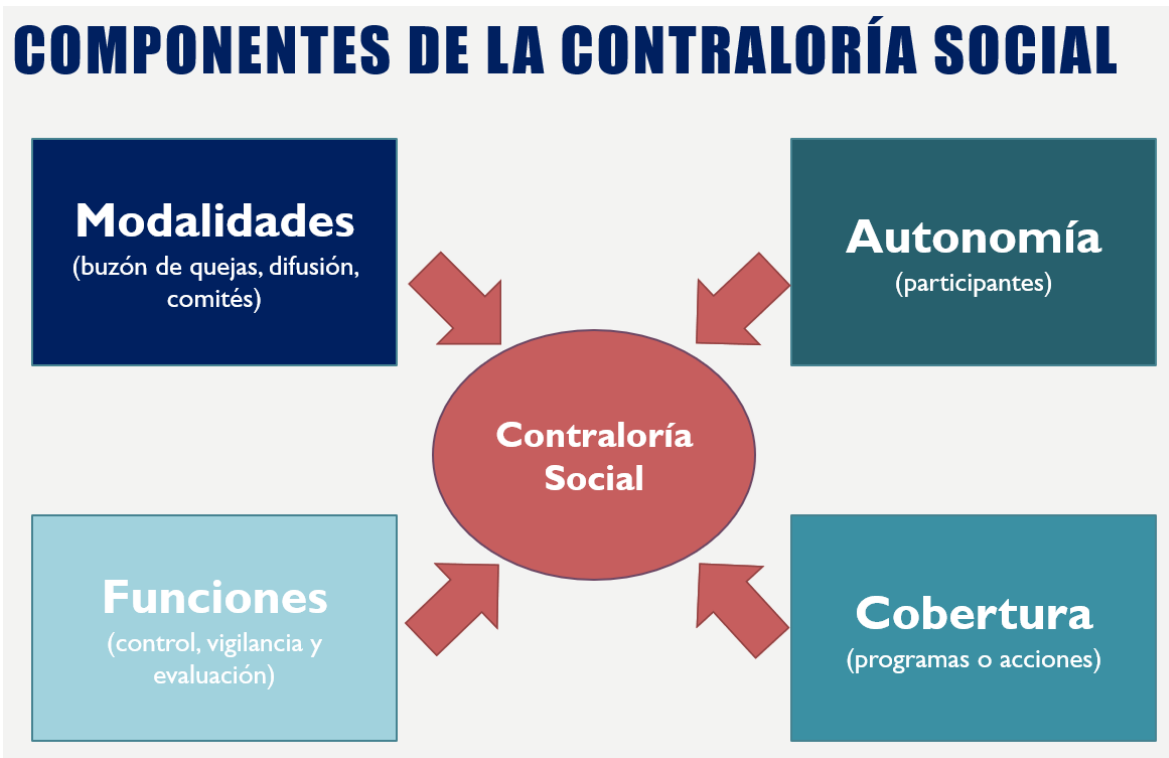 COMPONENTES DE LA CONTRALORÍA SOCIAL
Modalidades
(buzón de quejas, difusión,
comités)
Autonomía
(participantes)
Contraloría
Social
Funciones
(control, vigilancia y
evaluación)
Cobertura
(programas o acciones)